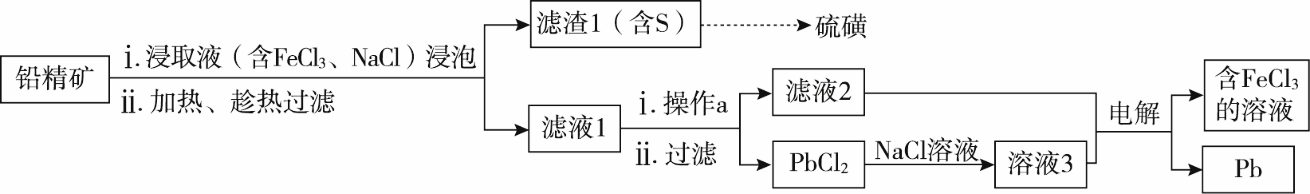 铅精矿
ⅰ.浸取液（含FeCl₃、NaCl）浸泡
ⅱ.加热、趁热过滤
滤渣1（含S）
硫磺
滤液1
ⅰ.操作a
ⅱ.过滤
滤液2
PbCl₂
NaCl溶液
溶液3
电解
含FeCl₃
的溶液
Pb